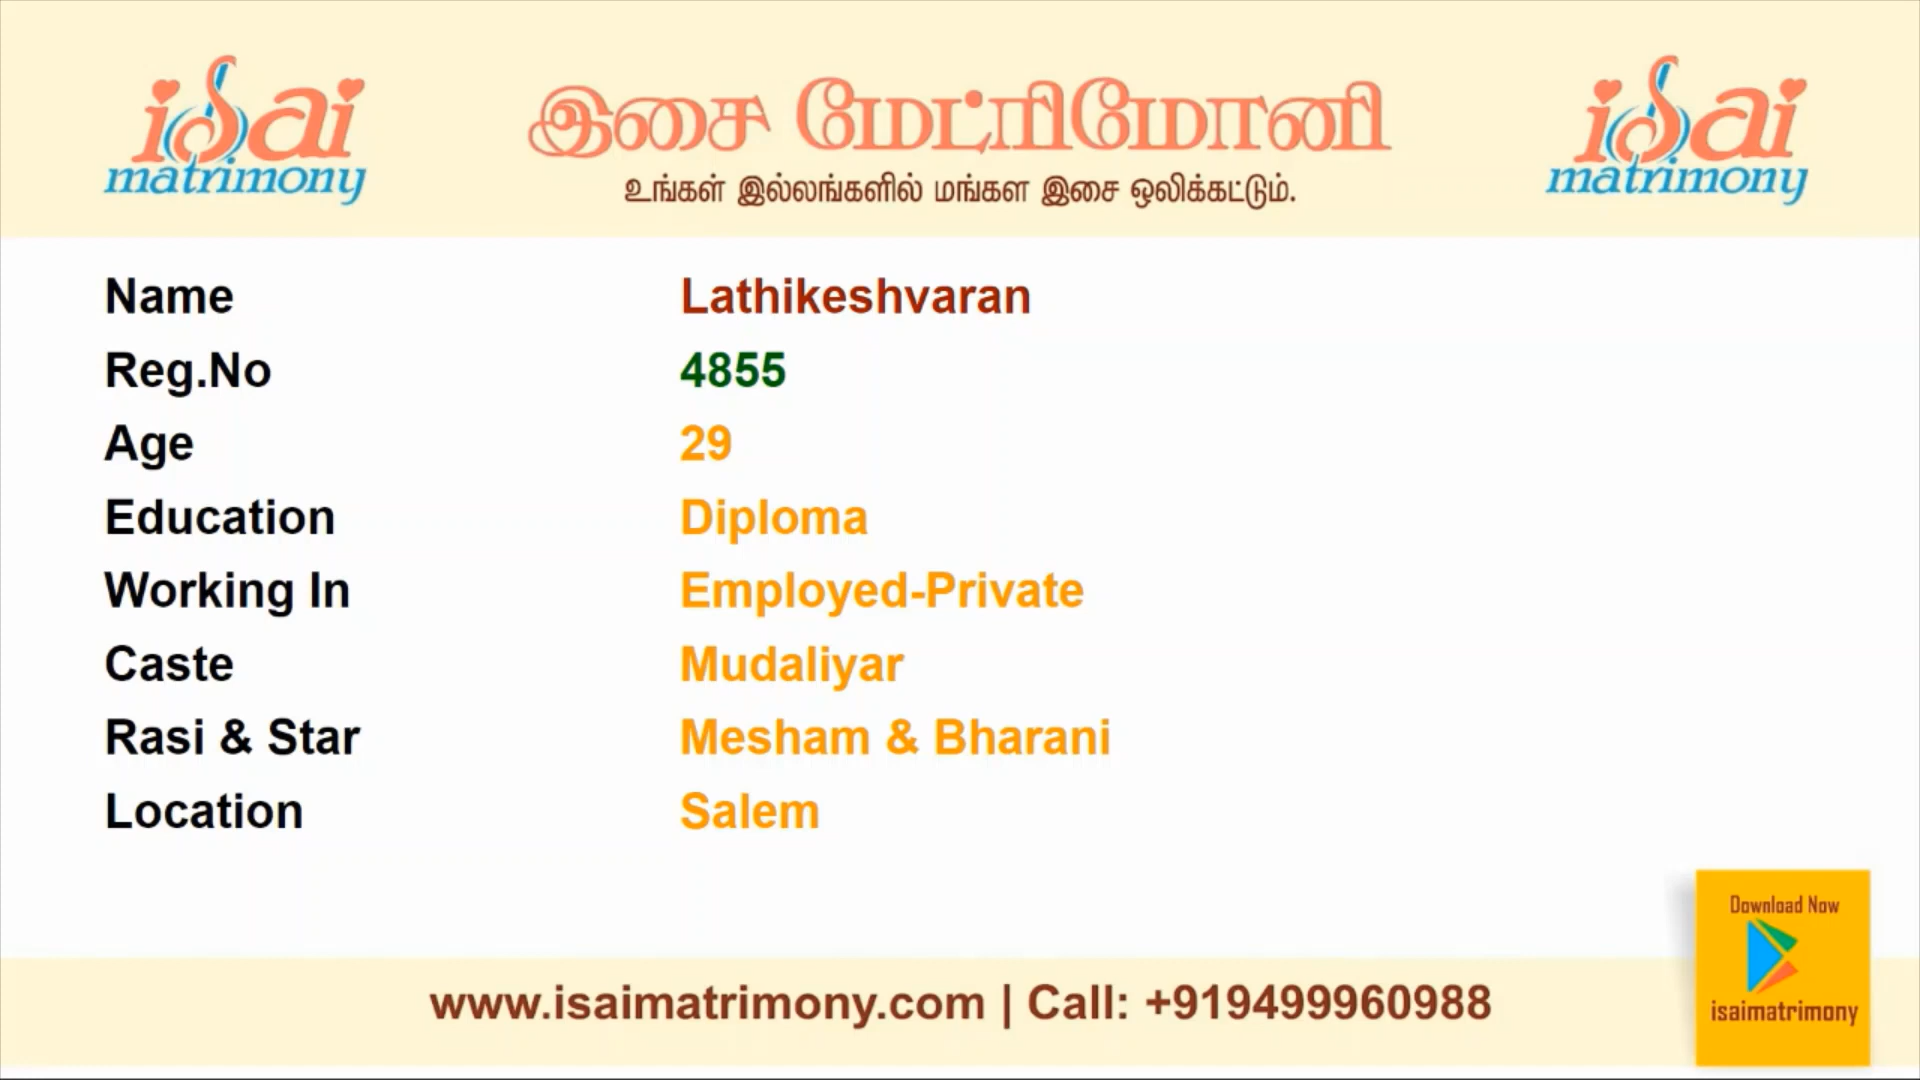 isai
matrimony
இசை மேட்ரிமோனி
உங்கள் இல்லங்களில் மங்கள இசை ஒலிக்கட்டும்.
isai
matrimony
Name Lathikeshvaran
Reg.No 4855
Age 29
Education Diploma
Working In Employed-Private
Caste Mudaliyar
Rasi & Star Mesham & Bharani
Location Salem
Download Now
isaimatrimony
www.isaimatrimony.com | Call: +919499960988